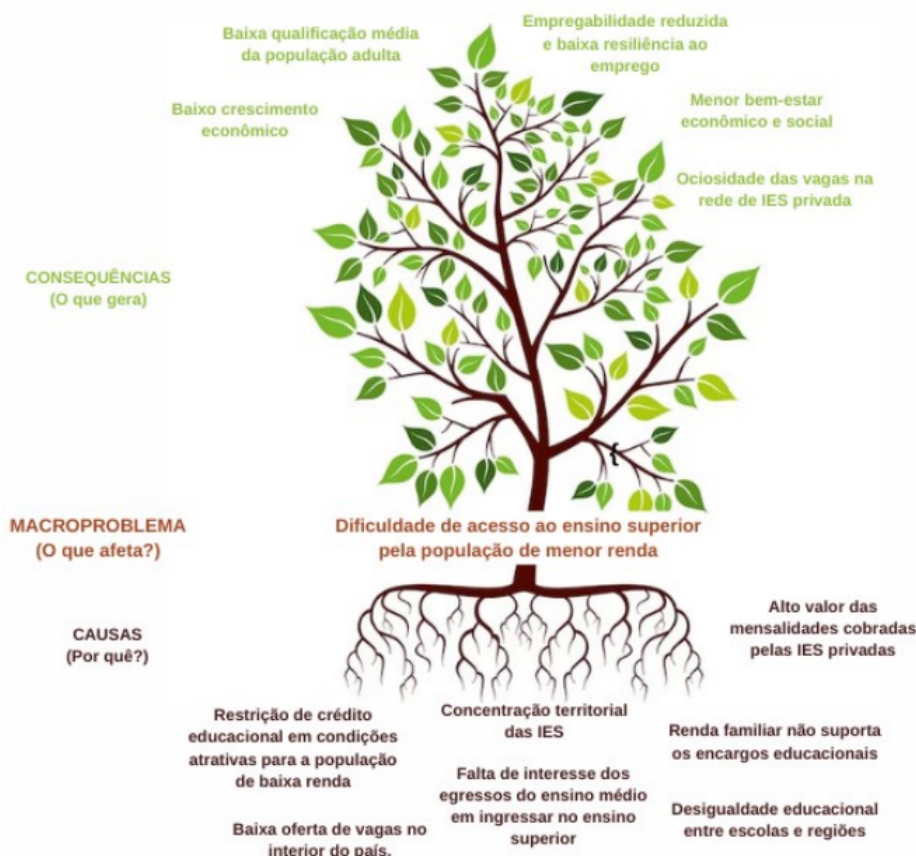 Baixa qualificação média
da população adulta
Empregabilidade reduzida
e baixa resiliência ao
emprego
Baixo crescimento
econômico
Menor bem-estar
econômico e social
Ociosidade das vagas na
rede de IES privada
CONSEQUÊNCIAS
(O que gera)
{
MACROPROBLEMA
(O que afeta?)
Dificuldade de acesso ao ensino superior
pela população de menor renda
CAUSAS
(Por quê?)
Alto valor das
mensalidades cobradas
pelas IES privadas
Restrição de crédito
educacional em condições
atrativas para a população
de baixa renda
Concentração territorial
das IES
Renda familiar não suporta
os encargos educacionais
Falta de interesse dos
egressos do ensino médio
em ingressar no ensino
superior
Desigualdade educacional
entre escolas e regiões
Baixa oferta de vagas no
interior do país.